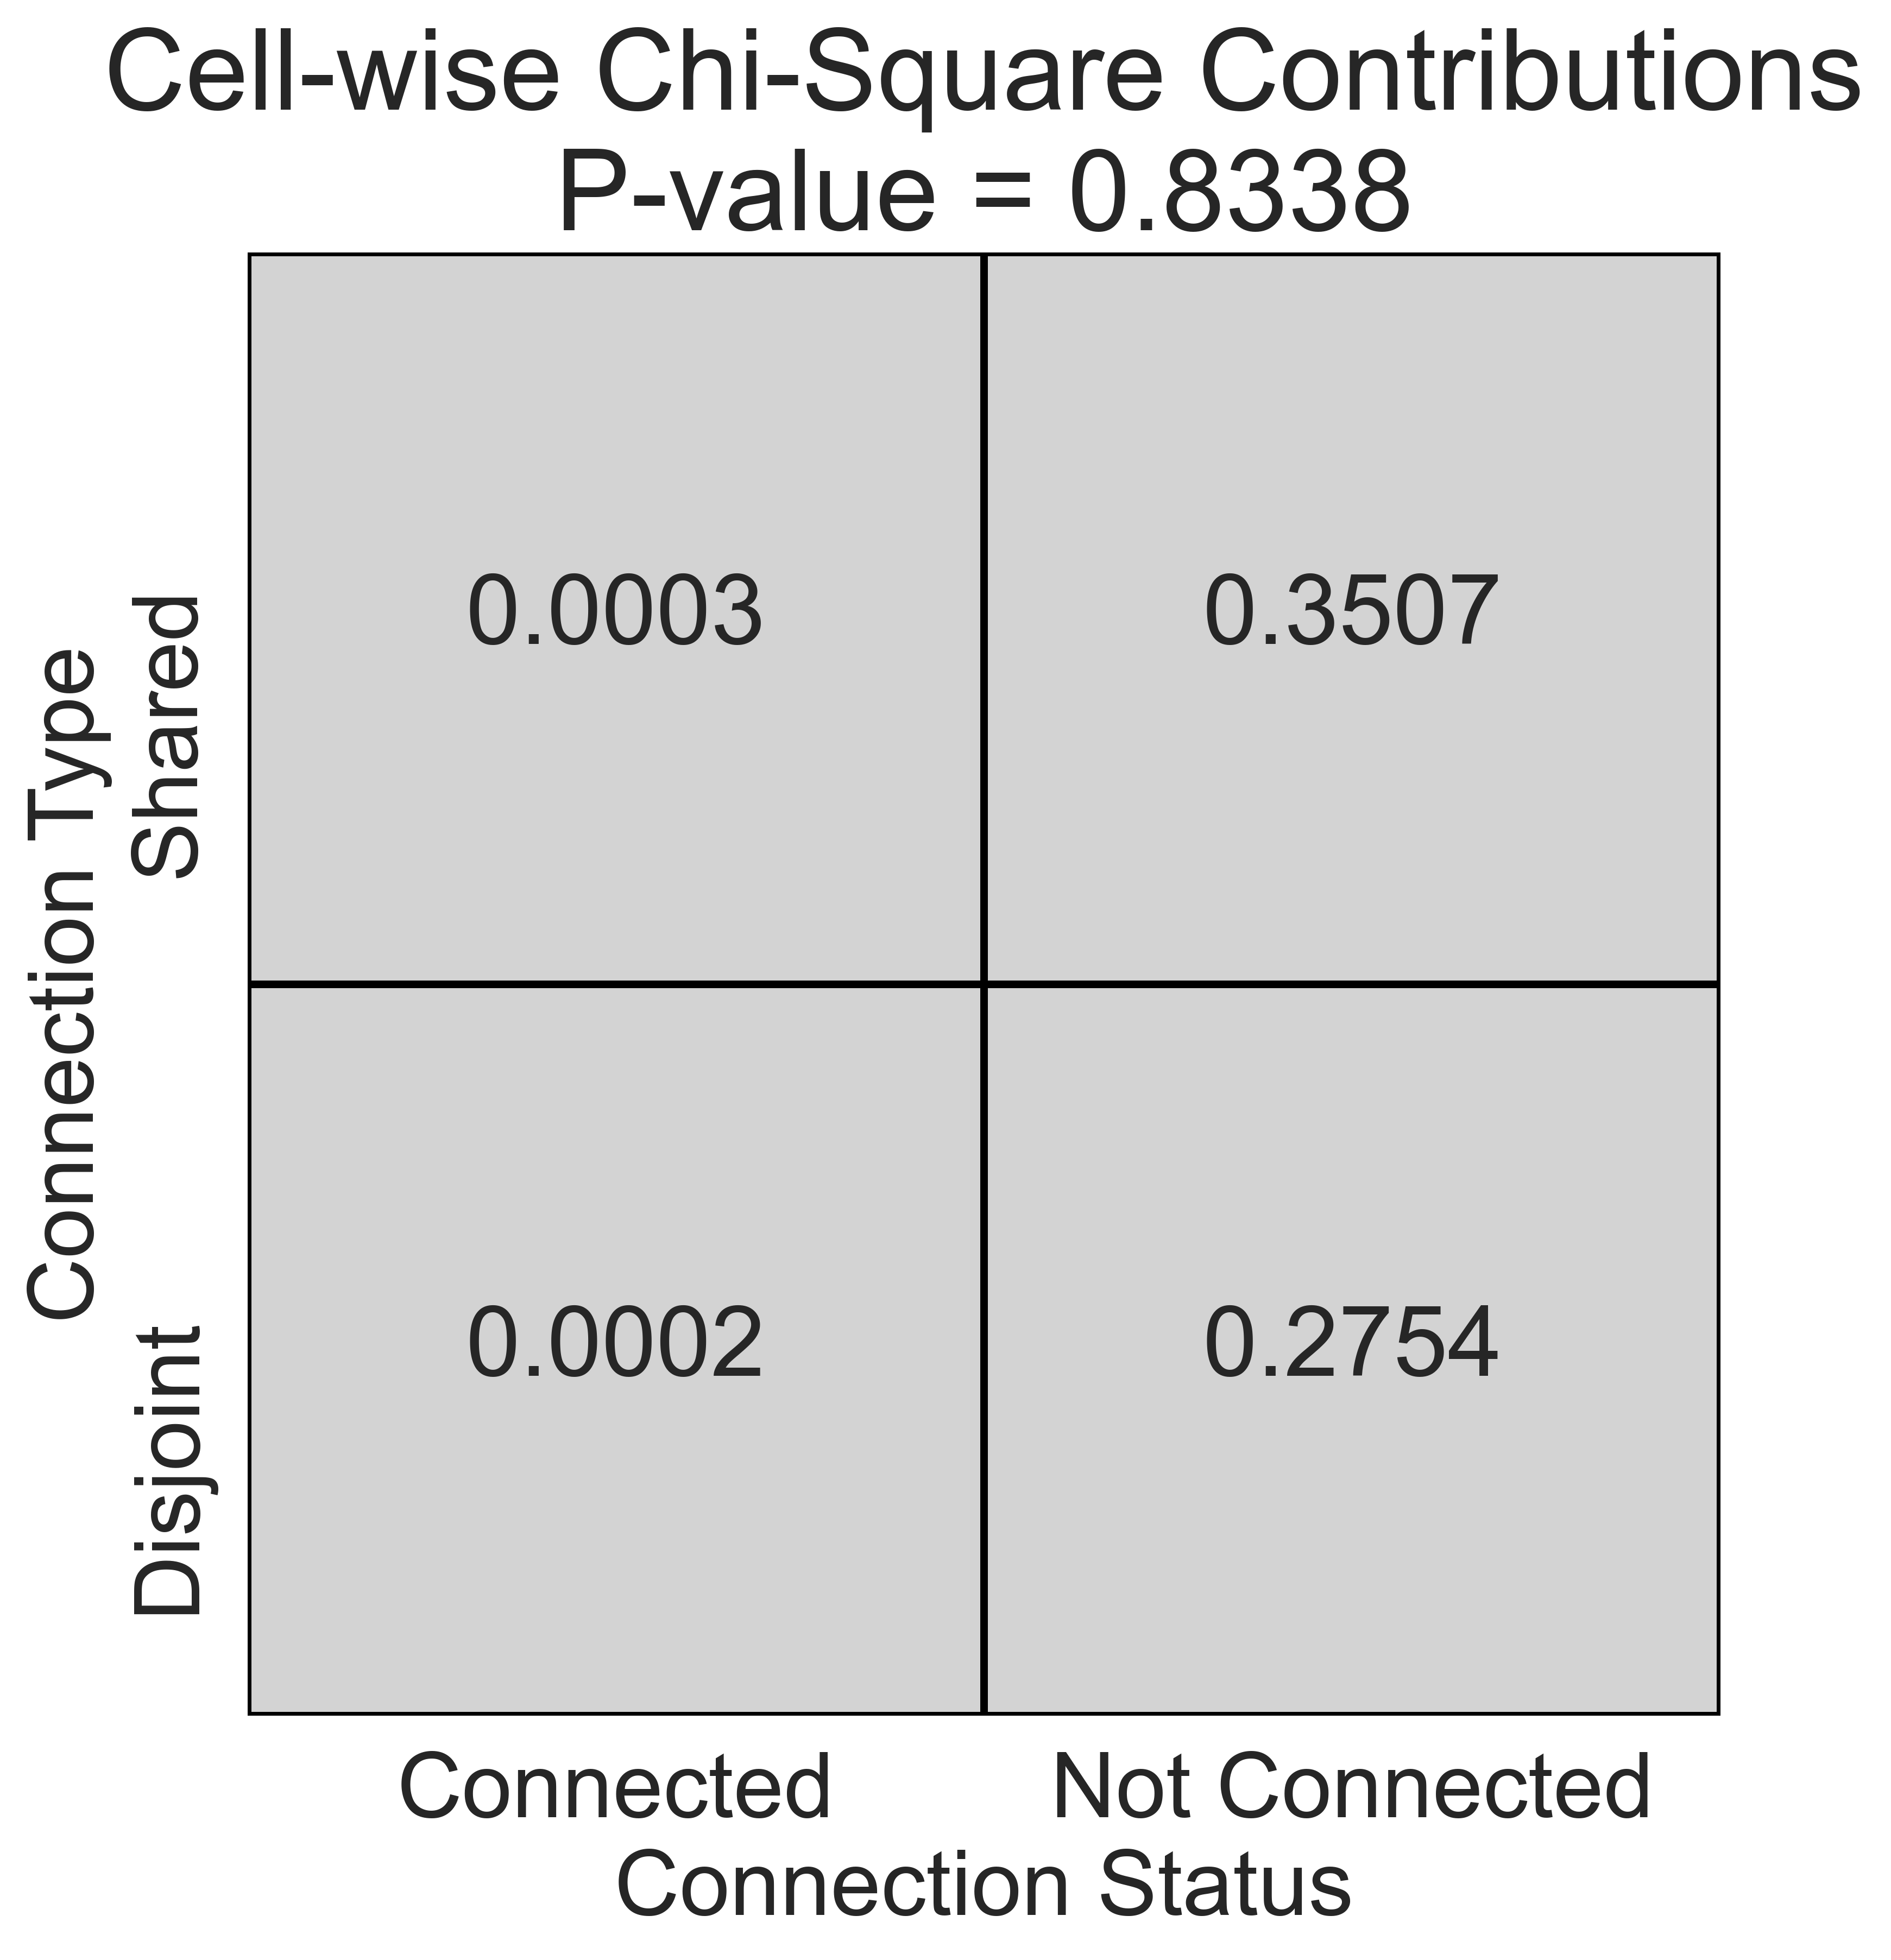 Cell-wise Chi-Square Contributions
P-value = 0.8338
Connection Type
Shared
0.0003
0.3507
Disjoint
0.0002
0.2754
Connected
Not Connected
Connection Status